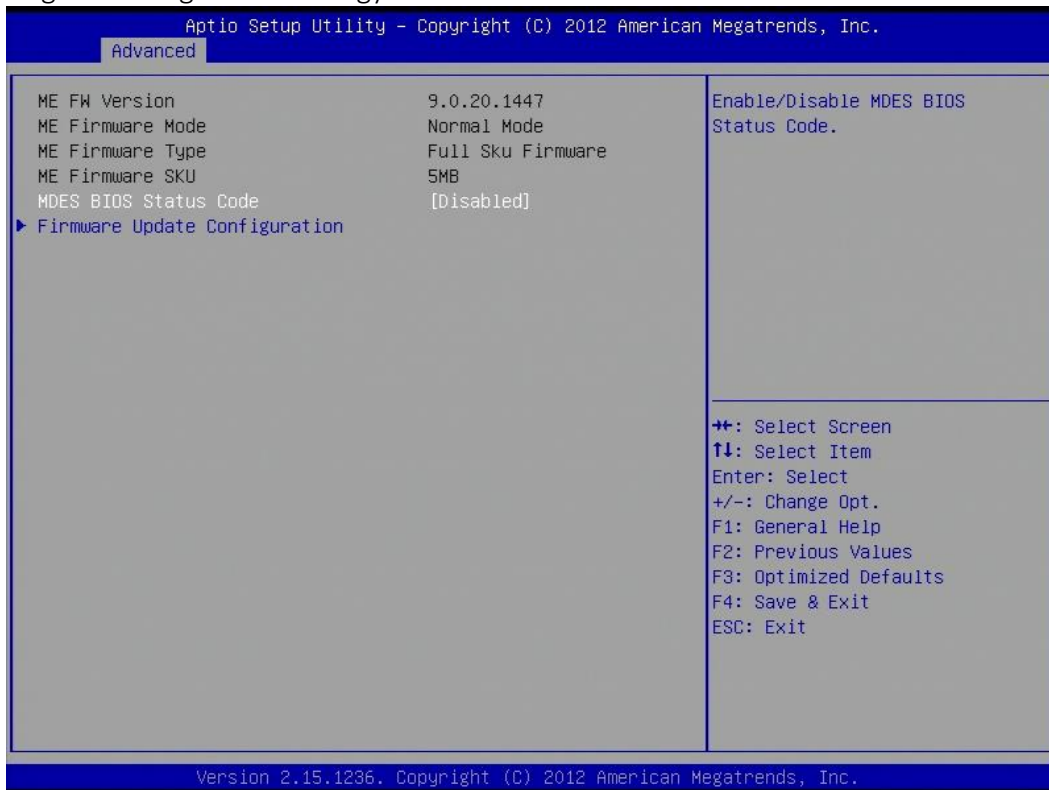 Aptio Setup Utility – Copyright (C) 2012 American Megatrends, Inc.
Advanced
ME FW Version 9.0.20.1447
ME Firmware Mode Normal Mode
ME Firmware Type Full Sku Firmware
ME Firmware SKU 5MB
MDES BIOS Status Code [Disabled]
▶ Firmware Update Configuration
Enable/Disable MDES BIOS
Status Code.
→←: Select Screen
↑↓: Select Item
Enter: Select
+/-: Change Opt.
F1: General Help
F2: Previous Values
F3: Optimized Defaults
F4: Save & Exit
ESC: Exit
Version 2.15.1236. Copyright (C) 2012 American Megatrends, Inc.